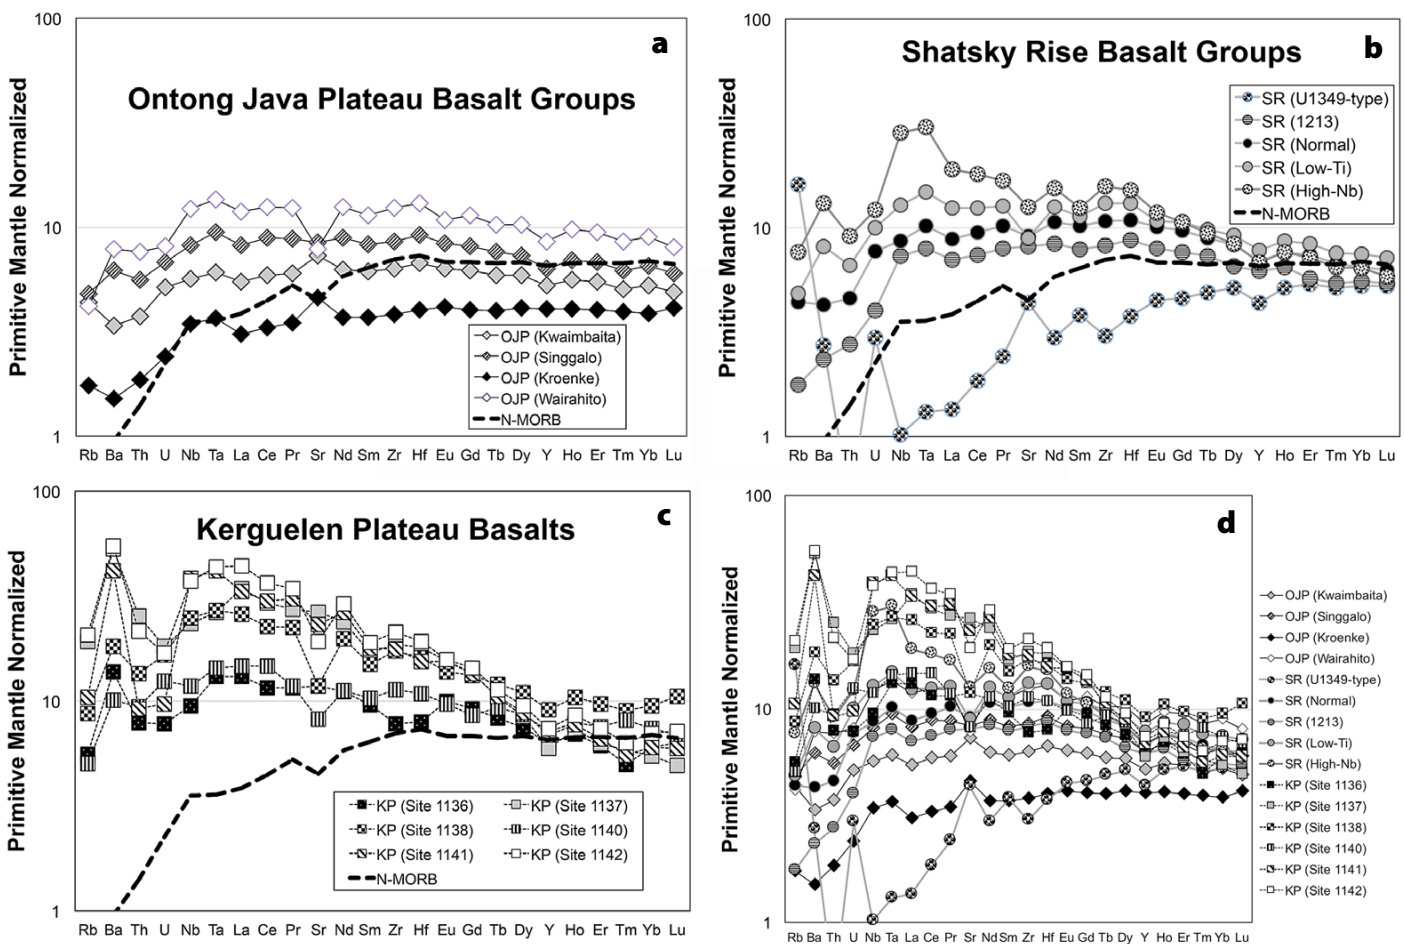 a
Ontong Java Plateau Basalt Groups
Primitive Mantle Normalized
100
10
1
OJP (Kwaimbaita)
OJP (Singgalo)
OJP (Kroenke)
OJP (Wairahito)
N-MORB
Rb Ba Th U Nb Ta La Ce Pr Sr Nd Sm Zr Hf Eu Gd Tb Dy Y Ho Er Tm Yb Lu
b
Shatsky Rise Basalt Groups
Primitive Mantle Normalized
100
10
1
SR (U1349-type)
SR (1213)
SR (Normal)
SR (Low-Ti)
SR (High-Nb)
N-MORB
Rb Ba Th U Nb Ta La Ce Pr Sr Nd Sm Zr Hf Eu Gd Tb Dy Y Ho Er Tm Yb Lu
c
Kerguelen Plateau Basalts
Primitive Mantle Normalized
100
10
1
KP (Site 1136) KP (Site 1137)
KP (Site 1138) KP (Site 1140)
KP (Site 1141) KP (Site 1142)
N-MORB
Rb Ba Th U Nb Ta La Ce Pr Sr Nd Sm Zr Hf Eu Gd Tb Dy Y Ho Er Tm Yb Lu
d
Primitive Mantle Normalized
100
10
1
OJP (Kwaimbaita)
OJP (Singgalo)
OJP (Kroenke)
OJP (Wairahito)
SR (U1349-type)
SR (Normal)
SR (1213)
SR (Low-Ti)
SR (High-Nb)
KP (Site 1136)
KP (Site 1137)
KP (Site 1138)
KP (Site 1140)
KP (Site 1141)
KP (Site 1142)
Rb Ba Th U Nb Ta La Ce Pr Sr Nd Sm Zr Hf Eu Gd Tb Dy Y Ho Er Tm Yb Lu